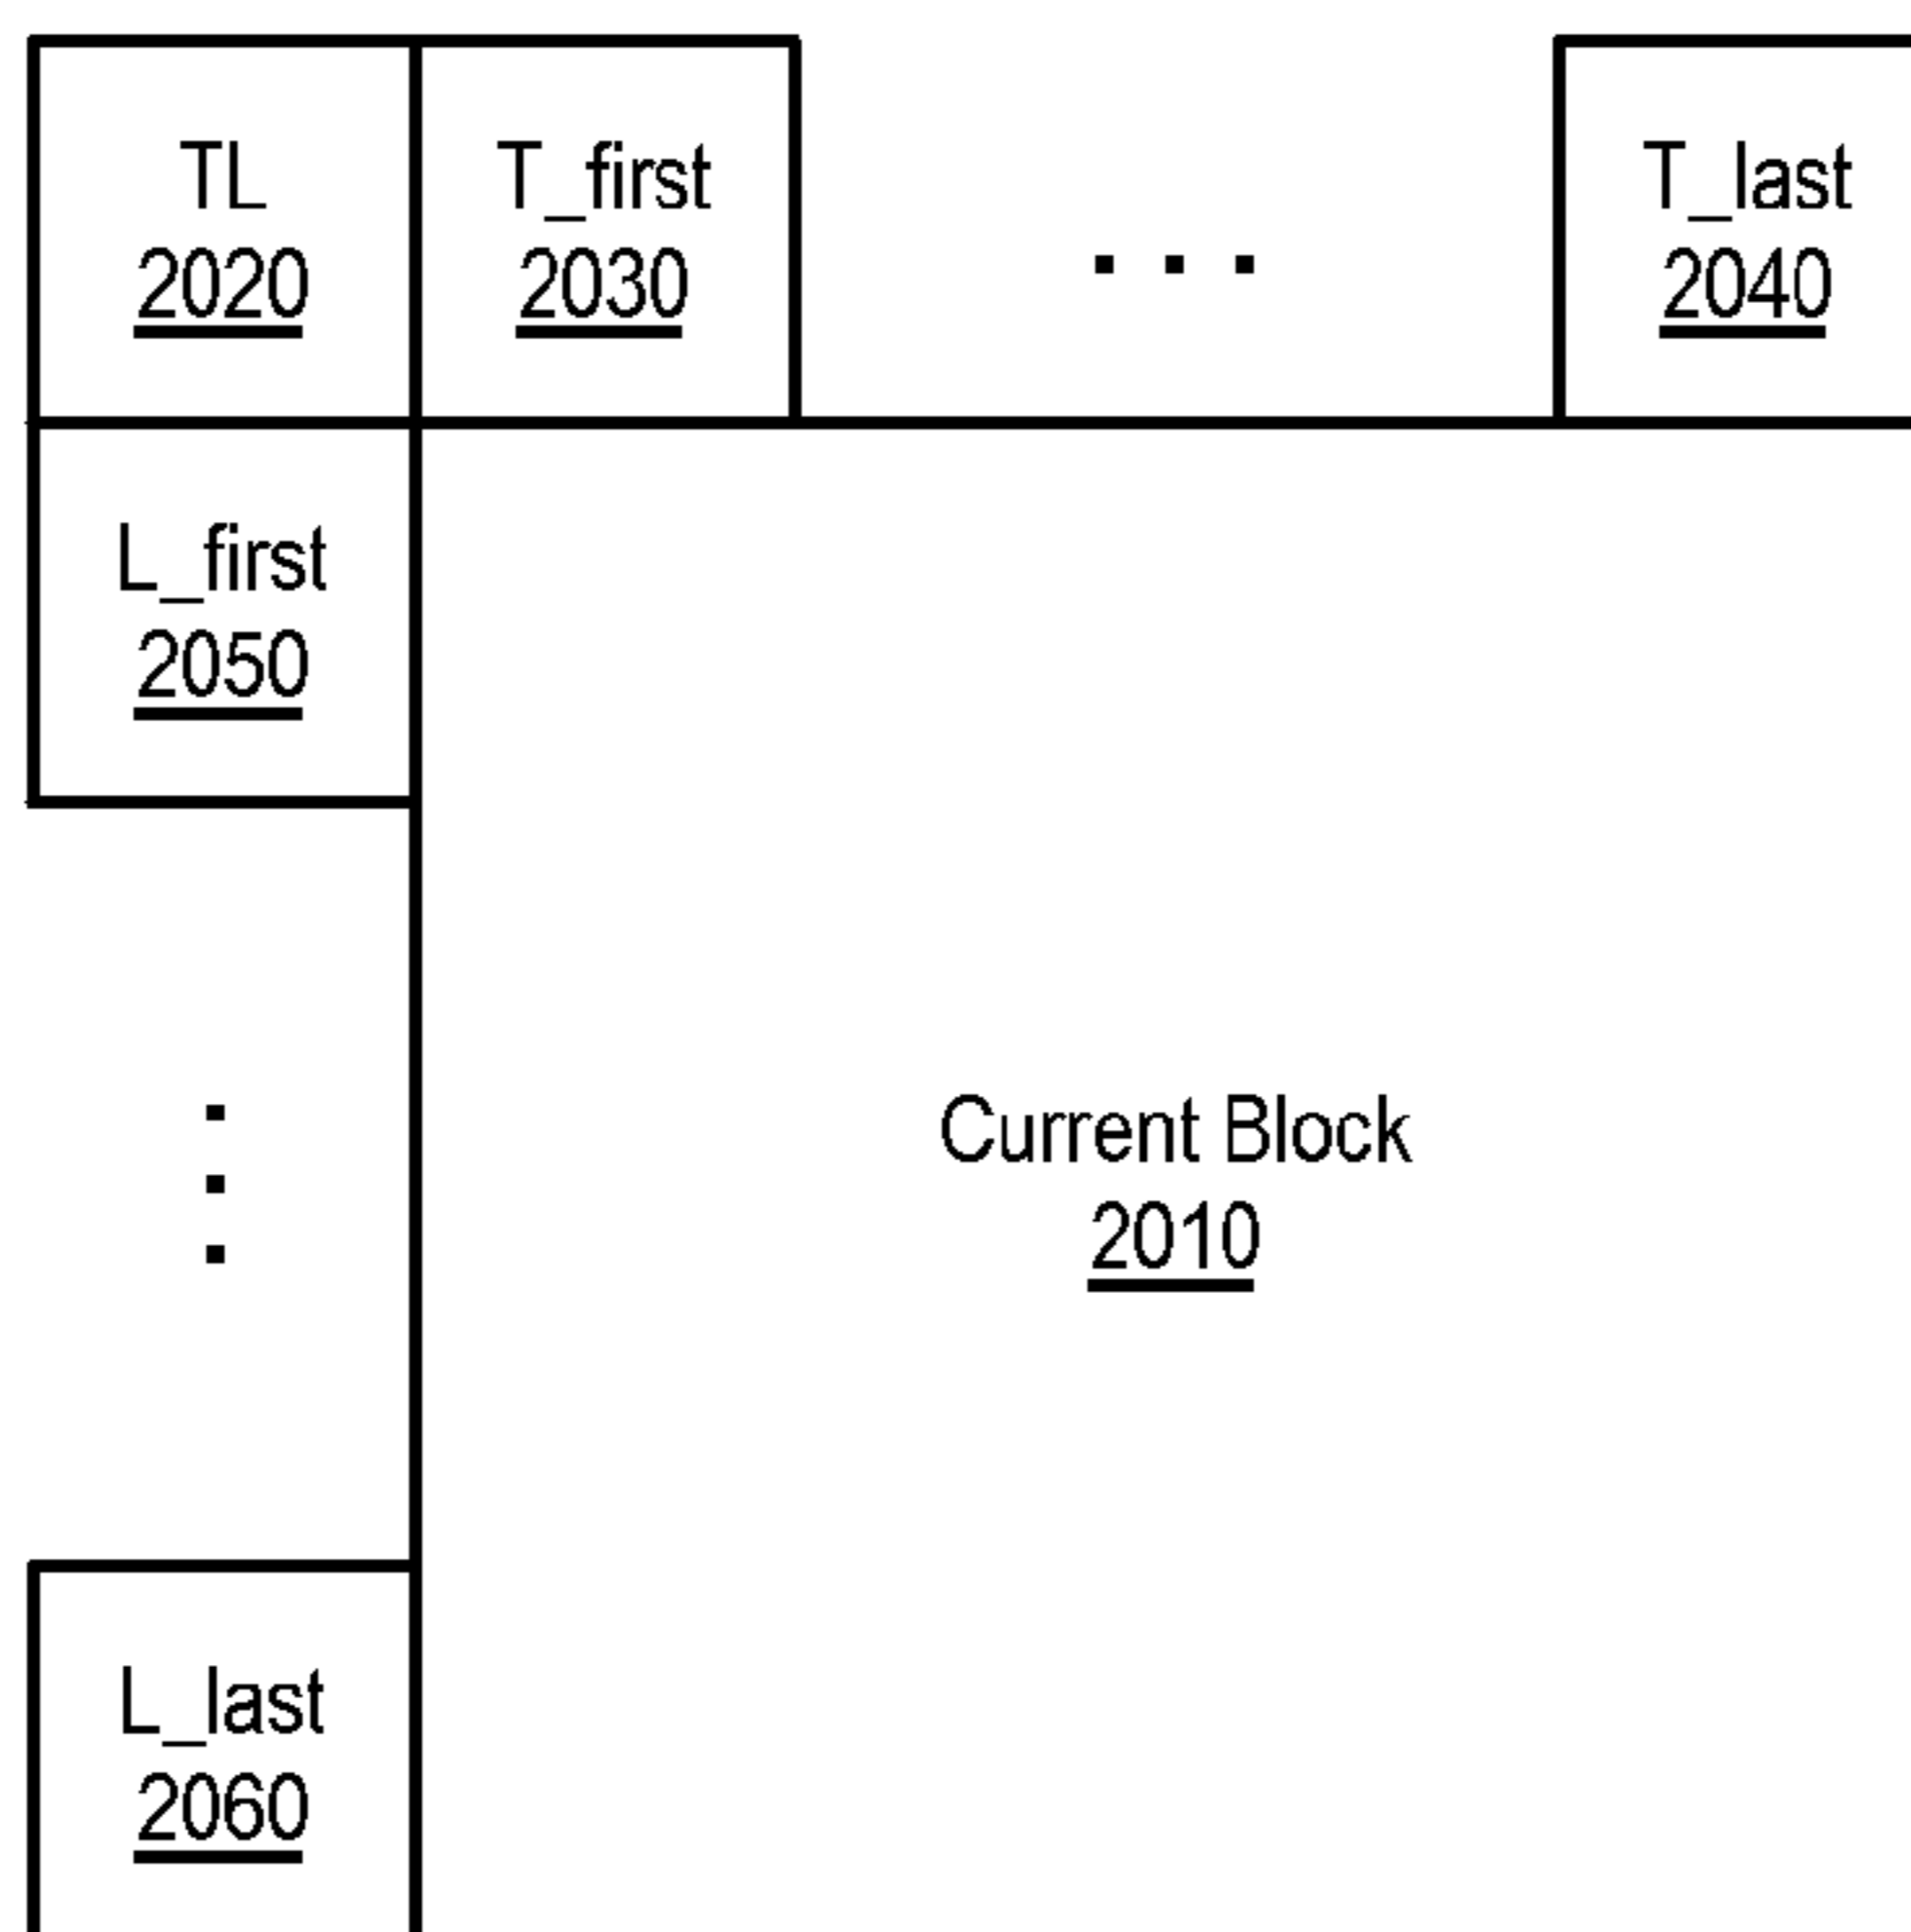 TL
2020
T_first
2030
. . .
T_last
2040
L_first
2050
Current Block
2010
L_last
2060